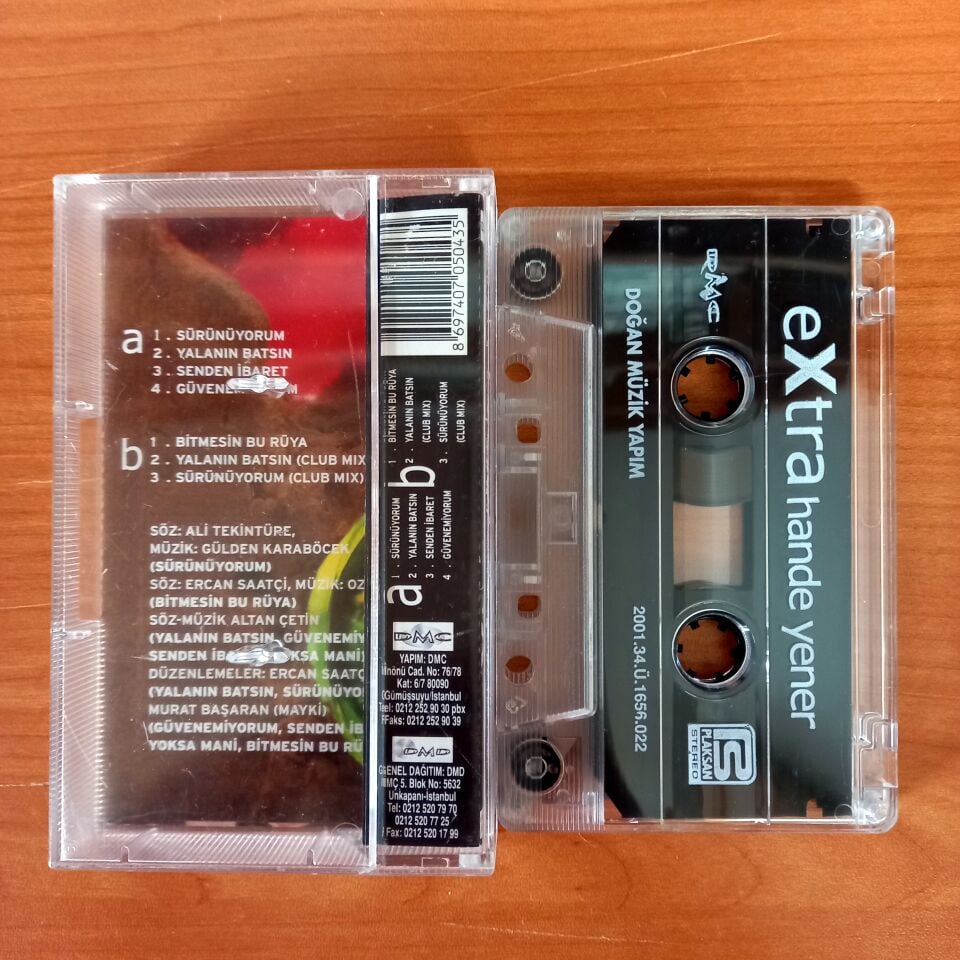 a
1 . SÜRÜNÜYORUM
2 . YALANIN BATSIN
3 . SENDEN İBARET
4 . GÜVENEM M
b
1 . BİTMESİN BU RÜYA
2 . YALANIN BATSIN (CLUB MIX
3 . SÜRÜNÜYORUM (CLUB MIX)
SÖZ: ALİ TEKİNTÜRE,
MÜZİK: GÜLDEN KARABÖCEK
(SÜRÜNÜYORUM)
SÖZ: ERCAN SAATÇİ, MÜZİK: OZ
(BİTMESİN BU RÜYA)
SÖZ-MÜZİK ALTAN ÇETİN
(YALANIN BATSIN, GÜVENEMİY
SENDEN İBA KSA MANİ)
DÜZENLEMELER: ERCAN SAATÇ
(YALANIN BATSIN, SÜRÜNÜYO
MURAT BAŞARAN (MAYKİ)
(GÜVENEMİYORUM, SENDEN İB
YOKSA MANİ, BİTMESİN BU RÜ
8 697407 050435
a
1 . SÜRÜNÜYORUM
2 . YALANIN BATSIN
3 . SENDEN İBARET
4 . GÜVENEMİYORUM
b
1 . BİTMESİN BU RÜYA
2 . YALANIN BATSIN
(CLUB MIX)
3 . SÜRÜNÜYORUM
(CLUB MIX)
DMC
YAPIM: DMC
İnönü Cad. No: 76/78
Kat: 6/7 80090
(Gümüşsuyu/İstanbul
Tel: 0212 252 90 30 pbx
Faks: 0212 252 90 39
DMD
GENEL DAĞITIM: DMD
İMÇ 5. Blok No: 5632
Unkapanı-İstanbul
Tel: 0212 520 79 70
0212 520 77 25
Fax: 0212 520 17 99
eXtra hande yener
DMC
DOĞAN MÜZİK YAPIM
2001.34.Ü.1656.022
PLAKSAN
STEREO